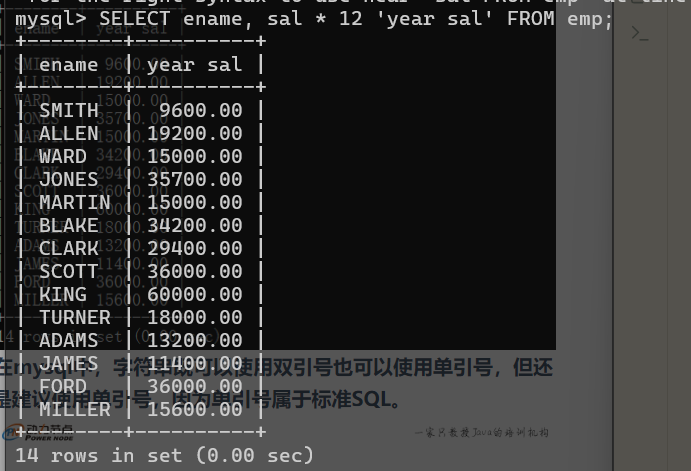 for the right syntax to use near 'sal FROM emp' at line
mysql> SELECT ename, sal * 12 'year sal' FROM emp;
+--------+----------+
| ename  | year sal |
+--------+----------+
| SMITH  |  9600.00 |
| ALLEN  | 19200.00 |
| WARD   | 15000.00 |
| JONES  | 35700.00 |
| MARTIN | 15000.00 |
| BLAKE  | 34200.00 |
| CLARK  | 29400.00 |
| SCOTT  | 36000.00 |
| KING   | 60000.00 |
| TURNER | 18000.00 |
| ADAMS  | 13200.00 |
| JAMES  | 11400.00 |
| FORD   | 36000.00 |
| MILLER | 15600.00 |
+--------+----------+
14 rows in set (0.00 sec)
在mysql中，字符串既可以使用双引号也可以使用单引号，但还
是建议使用单引号，因为单引号属于标准SQL。
动力节点
POWER NODE
一家只教授Java的培训机构